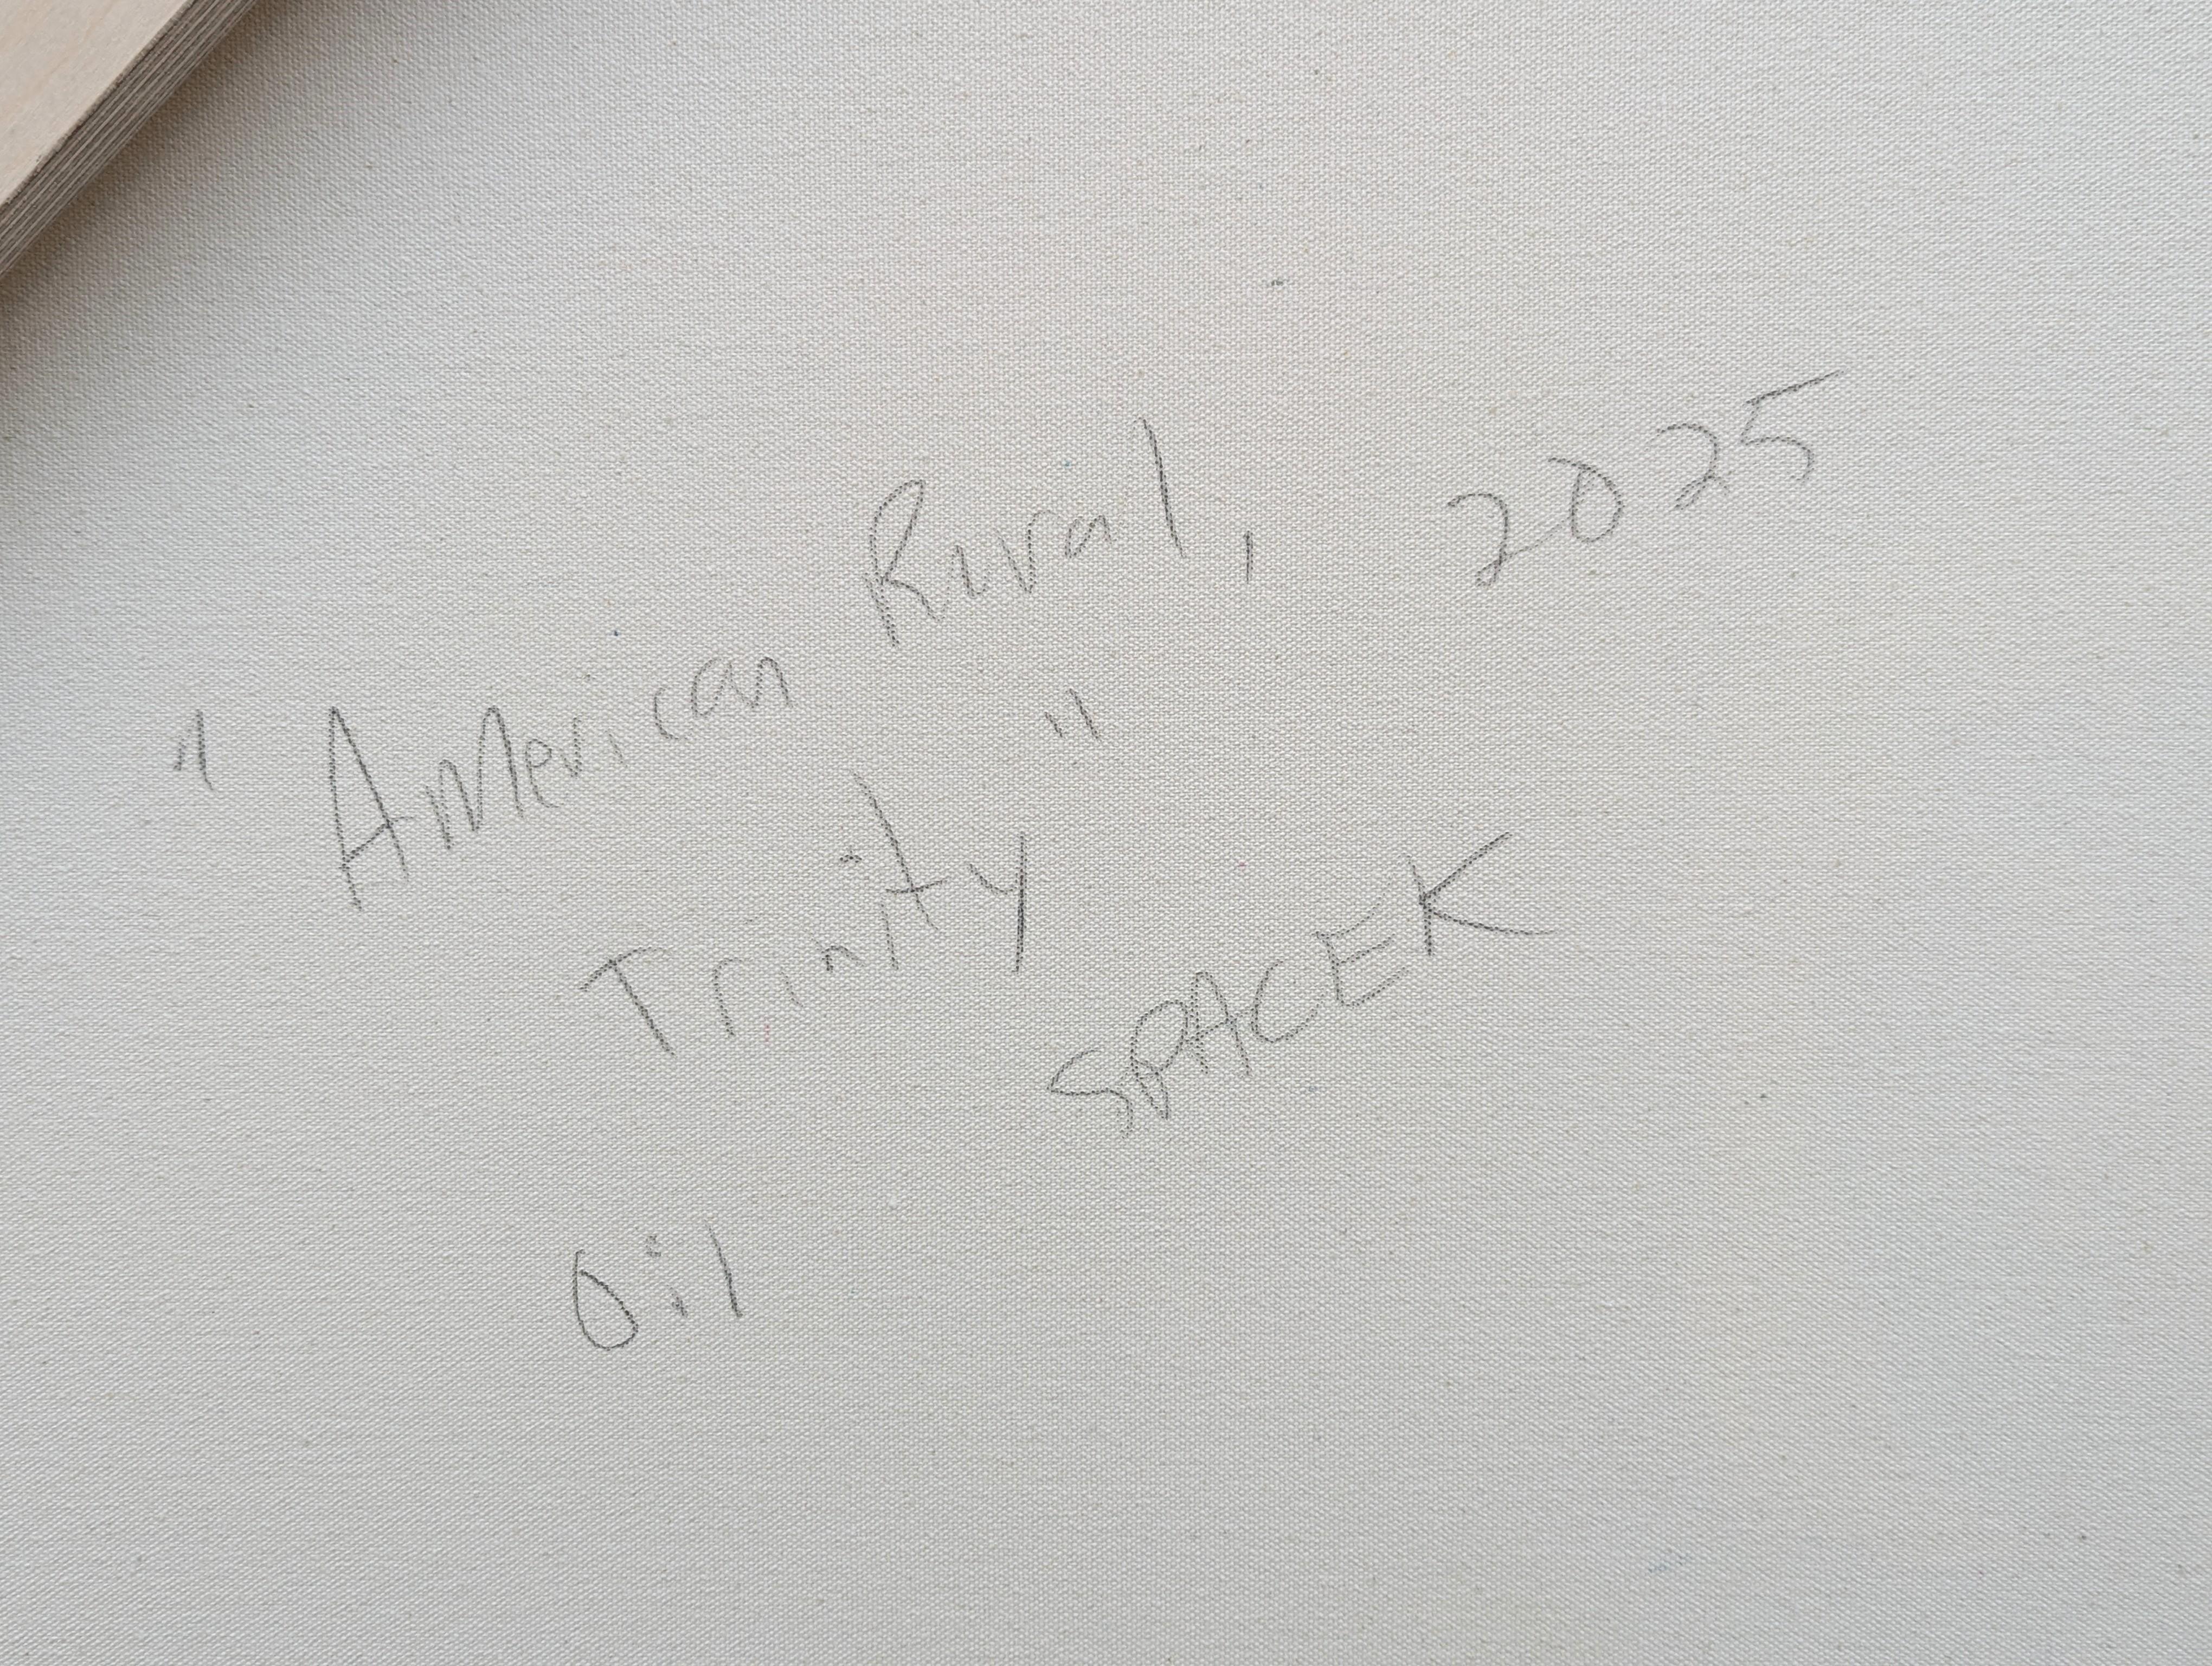 "American Rural, 2025
Trinity"
SPACEK
Oil